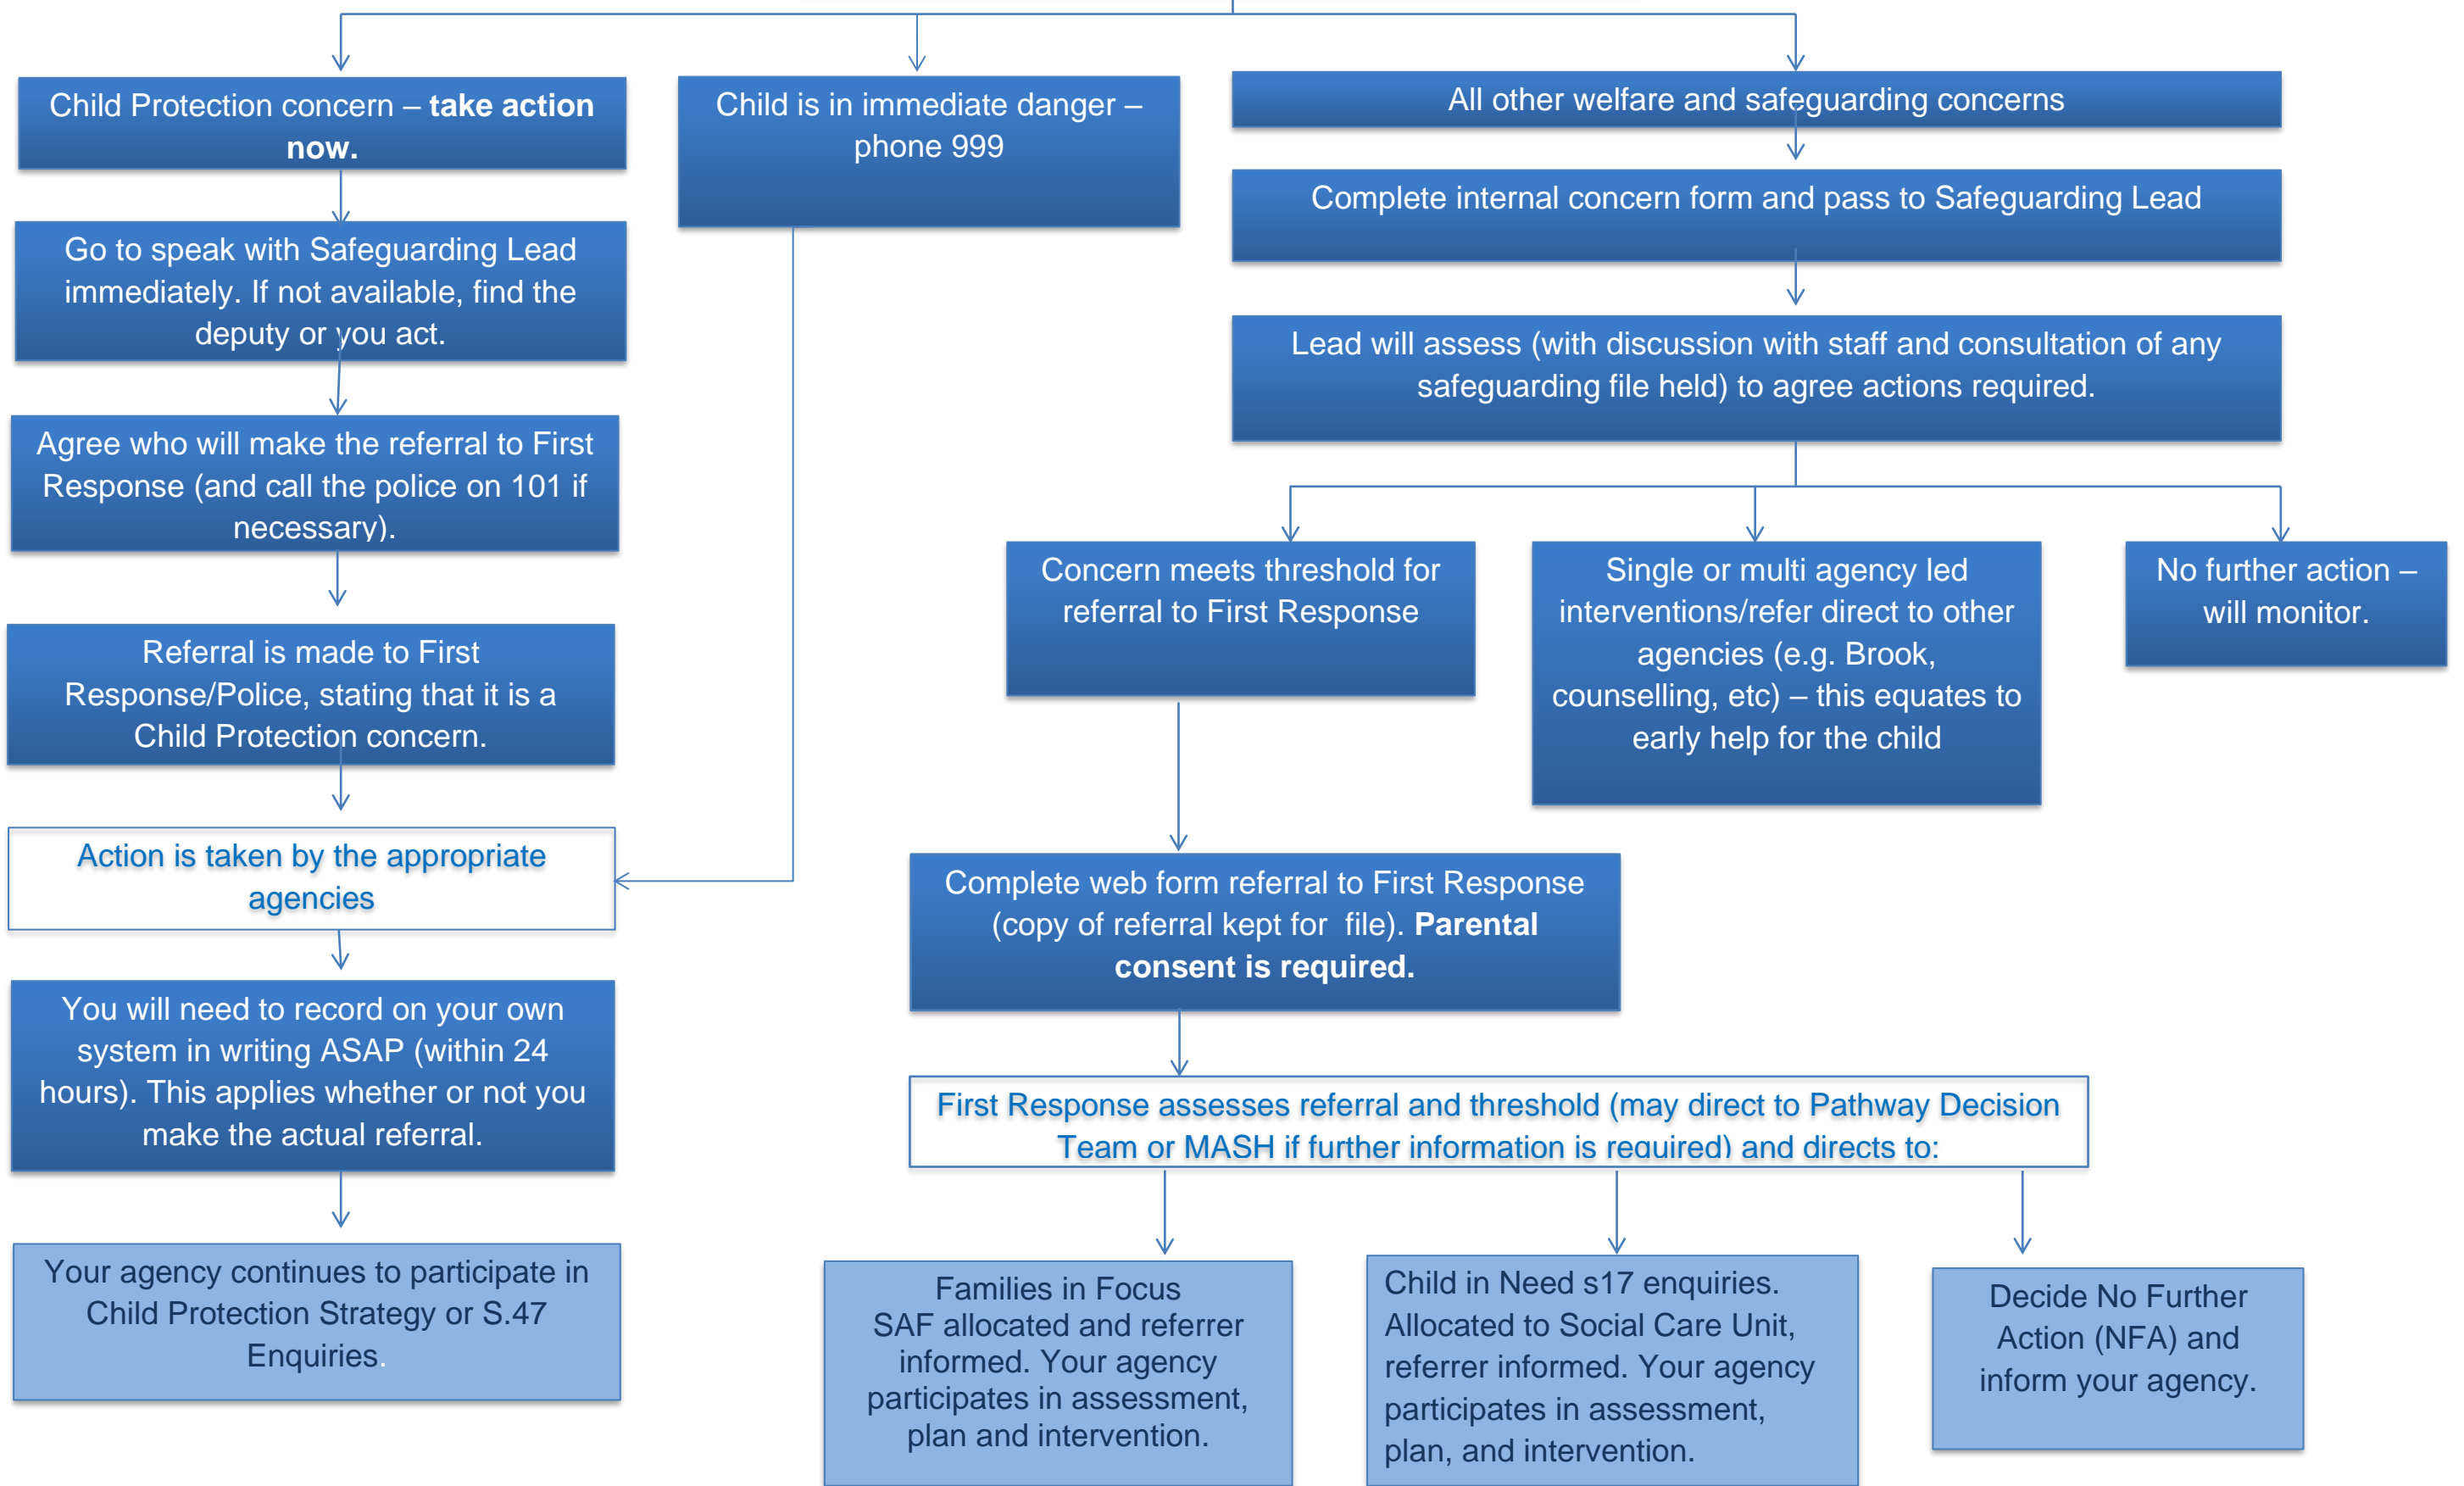 Child Protection concern – take action
now.
Go to speak with Safeguarding Lead
immediately. If not available, find the
deputy or you act.
Agree who will make the referral to First
Response (and call the police on 101 if
necessary).
Referral is made to First
Response/Police, stating that it is a
Child Protection concern.
Action is taken by the appropriate
agencies
You will need to record on your own
system in writing ASAP (within 24
hours). This applies whether or not you
make the actual referral.
Your agency continues to participate in
Child Protection Strategy or S.47
Enquiries.
Child is in immediate danger –
phone 999
All other welfare and safeguarding concerns
Complete internal concern form and pass to Safeguarding Lead
Lead will assess (with discussion with staff and consultation of any
safeguarding file held) to agree actions required.
Concern meets threshold for
referral to First Response
Single or multi agency led
interventions/refer direct to other
agencies (e.g. Brook,
counselling, etc) – this equates to
early help for the child
No further action –
will monitor.
Complete web form referral to First Response
(copy of referral kept for file). Parental
consent is required.
First Response assesses referral and threshold (may direct to Pathway Decision
Team or MASH if further information is required) and directs to:
Families in Focus
SAF allocated and referrer
informed. Your agency
participates in assessment,
plan and intervention.
Child in Need s17 enquiries.
Allocated to Social Care Unit,
referrer informed. Your agency
participates in assessment,
plan, and intervention.
Decide No Further
Action (NFA) and
inform your agency.